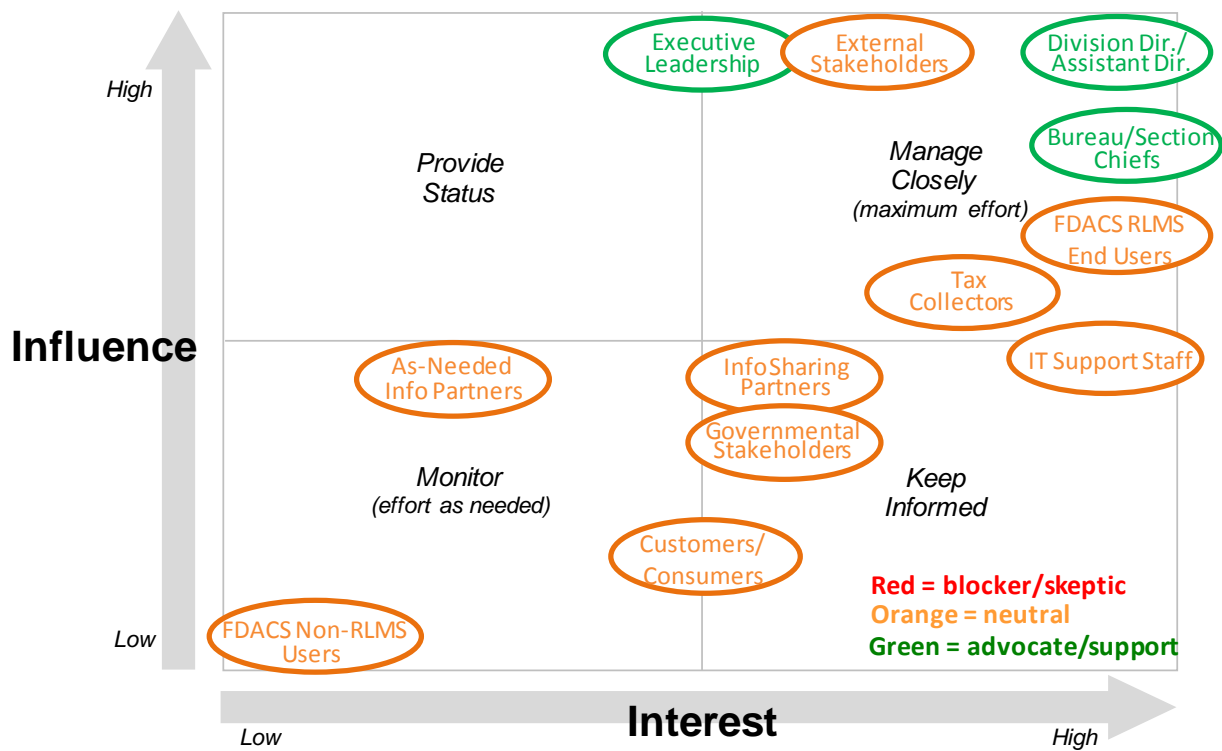 Executive
Leadership
External
Stakeholders
Division Dir./
Assistant Dir.
High
Bureau/Section
Chiefs
Provide
Status
Manage
Closely
(maximum effort)
FDACS RLMS
End Users
Tax
Collectors
Influence
As-Needed
Info Partners
Info Sharing
Partners
IT Support Staff
Governmental
Stakeholders
Monitor
(effort as needed)
Keep
Informed
Customers/
Consumers
Red = blocker/skeptic
Orange = neutral
Green = advocate/support
FDACS Non-RLMS
Users
Low
Interest
Low
High